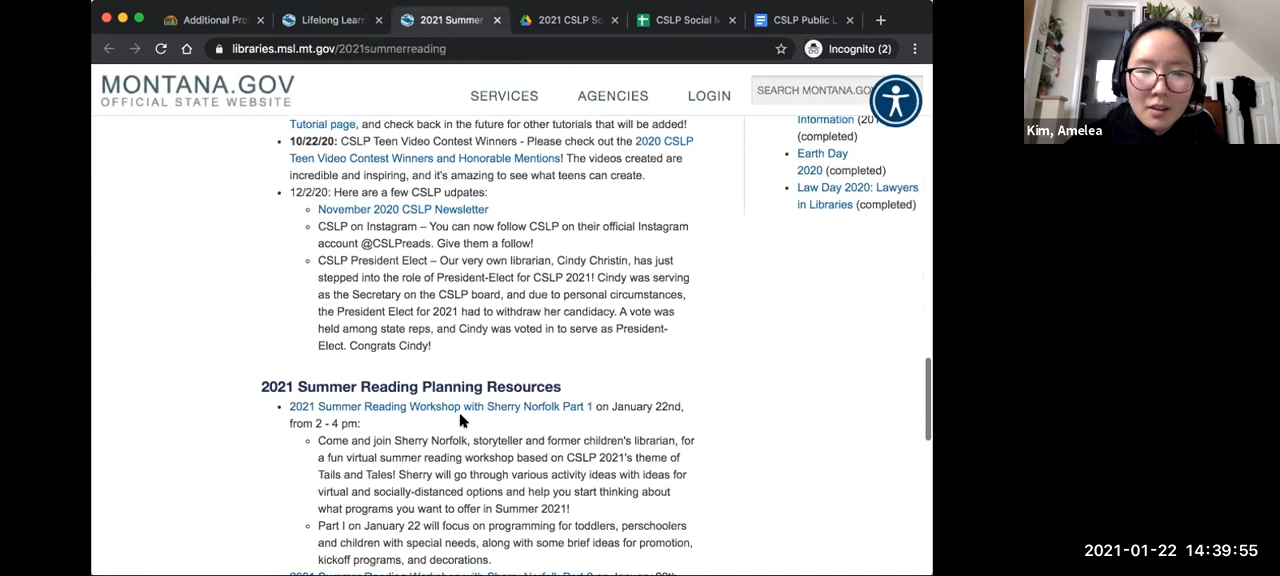 Additional Pro
Lifelong Lear
2021 Summer
2021 CSLP So
CSLP Social M
CSLP Public L
libraries.msl.mt.gov/2021summerreading
Incognito (2)
MONTANA.GOV
OFFICIAL STATE WEBSITE
SERVICES
AGENCIES
LOGIN
SEARCH MONTANA.GO
Tutorial page, and check back in the future for other tutorials that will be added!
10/22/20: CSLP Teen Video Contest Winners - Please check out the 2020 CSLP
Teen Video Contest Winners and Honorable Mentions! The videos created are
incredible and inspiring, and it's amazing to see what teens can create.
12/2/20: Here are a few CSLP udpates:
November 2020 CSLP Newsletter
CSLP on Instagram – You can now follow CSLP on their official Instagram
account @CSLPreads. Give them a follow!
CSLP President Elect – Our very own librarian, Cindy Christin, has just
stepped into the role of President-Elect for CSLP 2021! Cindy was serving
as the Secretary on the CSLP board, and due to personal circumstances,
the President Elect for 2021 had to withdraw her candidacy. A vote was
held among state reps, and Cindy was voted in to serve as President-
Elect. Congrats Cindy!
2021 Summer Reading Planning Resources
2021 Summer Reading Workshop with Sherry Norfolk Part 1 on January 22nd,
from 2 - 4 pm:
Come and join Sherry Norfolk, storyteller and former children's librarian, for
a fun virtual summer reading workshop based on CSLP 2021's theme of
Tails and Tales! Sherry will go through various activity ideas with ideas for
virtual and socially-distanced options and help you start thinking about
what programs you want to offer in Summer 2021!
Part I on January 22 will focus on programming for toddlers, perschoolers
and children with special needs, along with some brief ideas for promotion,
kickoff programs, and decorations.
Information (201
(completed)
Earth Day
2020 (completed)
Law Day 2020: Lawyers
in Libraries (completed)
Kim, Amelea
2021-01-22 14:39:55